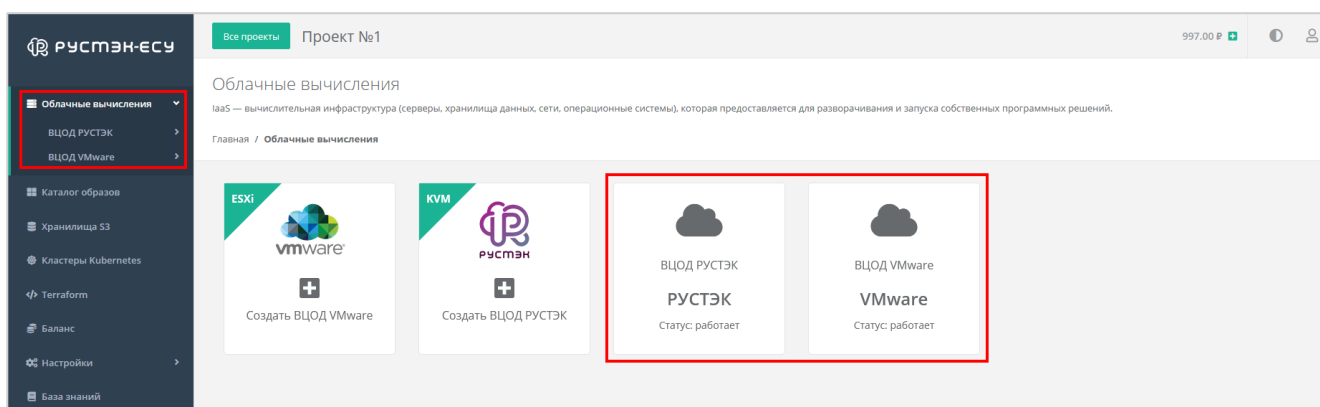 РУСТЭК-ЕСУ
Все проекты
Проект №1
997.00 ₽
Облачные вычисления
IaaS — вычислительная инфраструктура (серверы, хранилища данных, сети, операционные системы), которая предоставляется для разворачивания и запуска собственных программных решений.
Главная / Облачные вычисления
Облачные вычисления
ВЦОД РУСТЭК
ВЦОД VMware
Каталог образов
Хранилища S3
Кластеры Kubernetes
Terraform
Баланс
Настройки
База знаний
ESXi
vmware
Создать ВЦОД VMware
KVM
РУСТЭК
Создать ВЦОД РУСТЭК
ВЦОД РУСТЭК
РУСТЭК
Статус: работает
ВЦОД VMware
VMware
Статус: работает